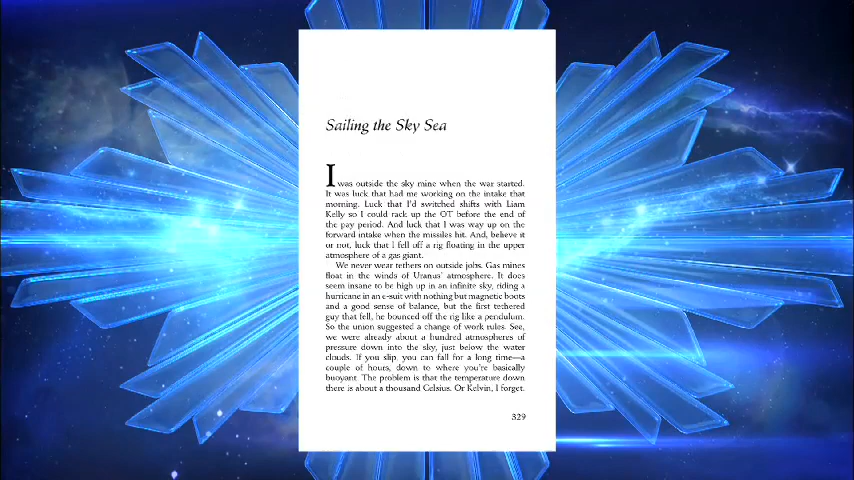 Sailing the Sky Sea
I was outside the sky mine when the war started.
It was luck that had me working on the intake that
morning. Luck that I'd switched shifts with Liam
Kelly so I could rack up the OT before the end of
the pay period. And luck that I was way up on the
forward intake when the missiles hit. And, believe it
or not, luck that I fell off a rig floating in the upper
atmosphere of a gas giant.
We never wear tethers on outside jobs. Gas mines
float in the winds of Uranus' atmosphere. It does
seem insane to be high up in an infinite sky, riding a
hurricane in an e-suit with nothing but magnetic boots
and a good sense of balance, but the first tethered
guy that fell, he bounced off the rig like a pendulum.
So the union suggested a change of work rules. See,
we were already about a hundred atmospheres of
pressure down into the sky, just below the water
clouds. If you slip, you can fall for a long time—a
couple of hours, down to where you're basically
buoyant. The problem is that the temperature down
there is about a thousand Celsius. Or Kelvin, I forget.
329